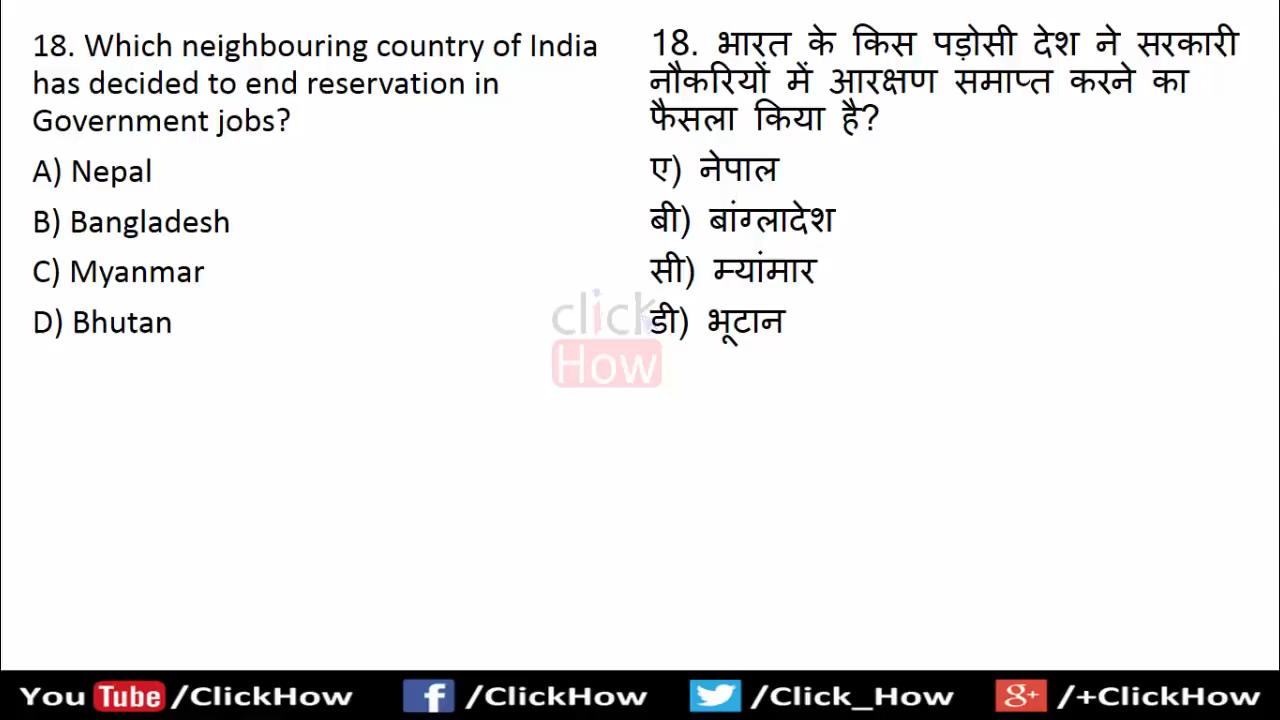 18. Which neighbouring country of India
has decided to end reservation in
Government jobs?
A) Nepal
B) Bangladesh
C) Myanmar
D) Bhutan
18. भारत के किस पड़ोसी देश ने सरकारी
नौकरियों में आरक्षण समाप्त करने का
फैसला किया है?
ए) नेपाल
बी) बांग्लादेश
सी) म्यांमार
डी) भूटान
click
How
You Tube /ClickHow f /ClickHow /Click_How g+ /+ClickHow